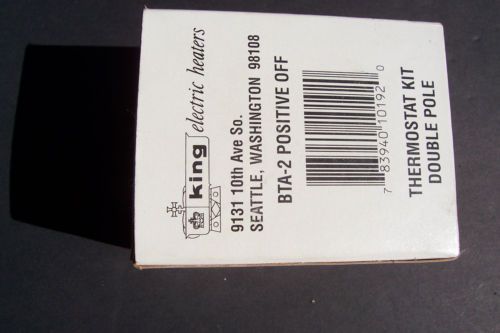 king electric heaters
9131 10th Ave So.
SEATTLE, WASHINGTON 98108
BTA-2 POSITIVE OFF
7 83940 10192 0
THERMOSTAT KIT
DOUBLE POLE